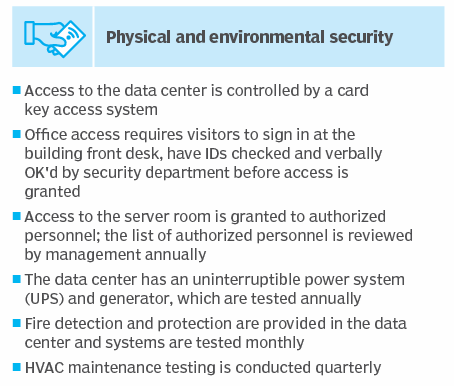 Physical and environmental security
■ Access to the data center is controlled by a card
key access system
■ Office access requires visitors to sign in at the
building front desk, have IDs checked and verbally
OK'd by security department before access is
granted
■ Access to the server room is granted to authorized
personnel; the list of authorized personnel is reviewed
by management annually
■ The data center has an uninterruptible power system
(UPS) and generator, which are tested annually
■ Fire detection and protection are provided in the data
center and systems are tested monthly
■ HVAC maintenance testing is conducted quarterly